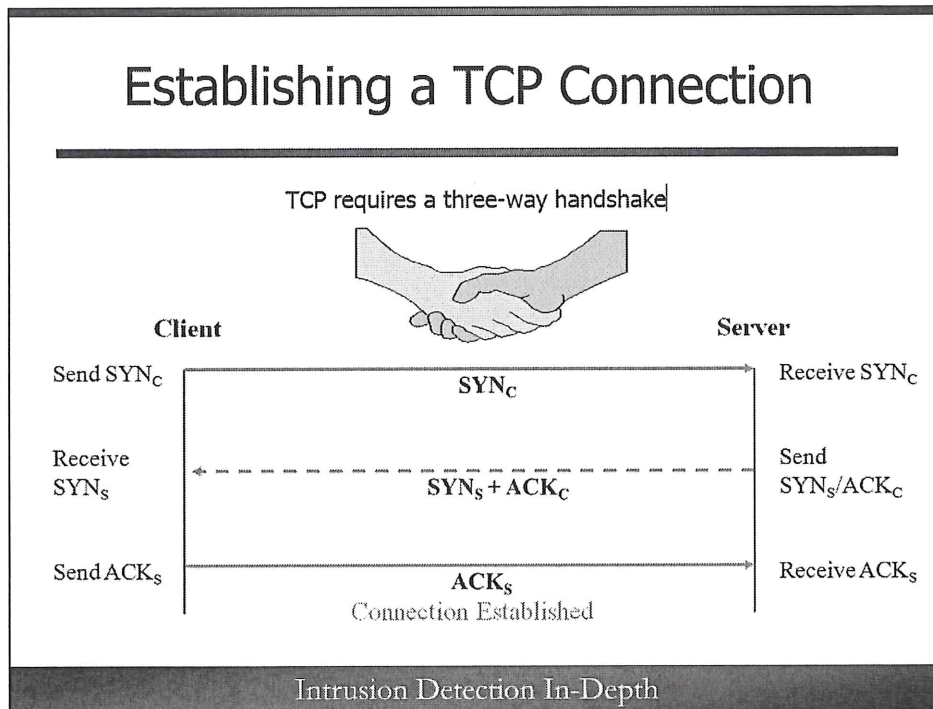 Establishing a TCP Connection
TCP requires a three-way handshake
Client
Server
Send SYNC
SYNC
Receive SYNC
Receive
SYNS
SYNS + ACKC
Send
SYNS/ACKC
Send ACKS
ACKS
Receive ACKS
Connection Established
Intrusion Detection In-Depth